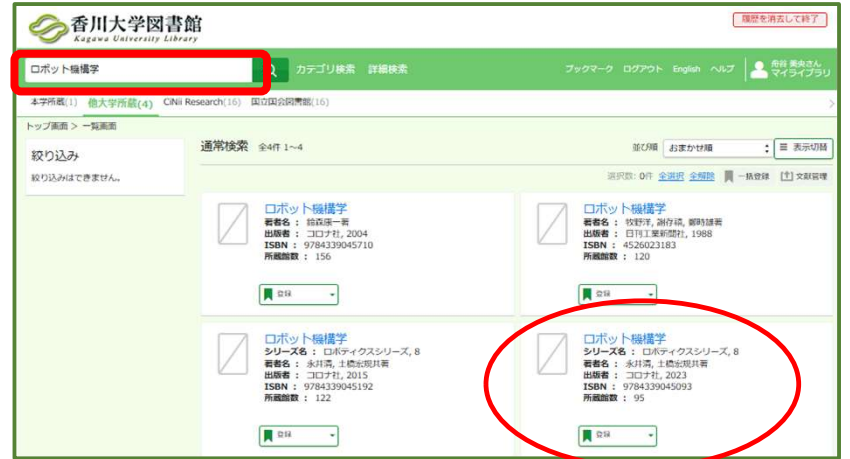 香川大学図書館
Kagawa University Library
履歴を消去して終了
ロボット機構学
カテゴリ検索 詳細検索
ブックマーク ログアウト English ヘルプ
マイライブラリ
本学所蔵(1) 他大学所蔵(4) CiNii Research(16) 国立国会図書館(16)
トップ画面 > 一覧画面
絞り込み
絞り込みはできません。
通常検索 全4件 1~4
並び順 おまかせ順
表示切替
選択数: 0件 全選択 全解除 一括登録 文献管理
ロボット機構学
著者名 : 鈴森康一著
出版者 : コロナ社, 2004
ISBN : 9784339045710
所蔵館数 : 156
登録
ロボット機構学
著者名 : 牧野洋, 謝存禧, 鄭時雄著
出版者 : 日刊工業新聞社, 1988
ISBN : 4526023183
所蔵館数 : 120
登録
ロボット機構学
シリーズ名 : ロボティクスシリーズ, 8
著者名 : 永井清, 土橋宏規共著
出版者 : コロナ社, 2015
ISBN : 9784339045192
所蔵館数 : 122
登録
ロボット機構学
シリーズ名 : ロボティクスシリーズ, 8
著者名 : 永井清, 土橋宏規共著
出版者 : コロナ社, 2023
ISBN : 9784339045093
所蔵館数 : 95
登録